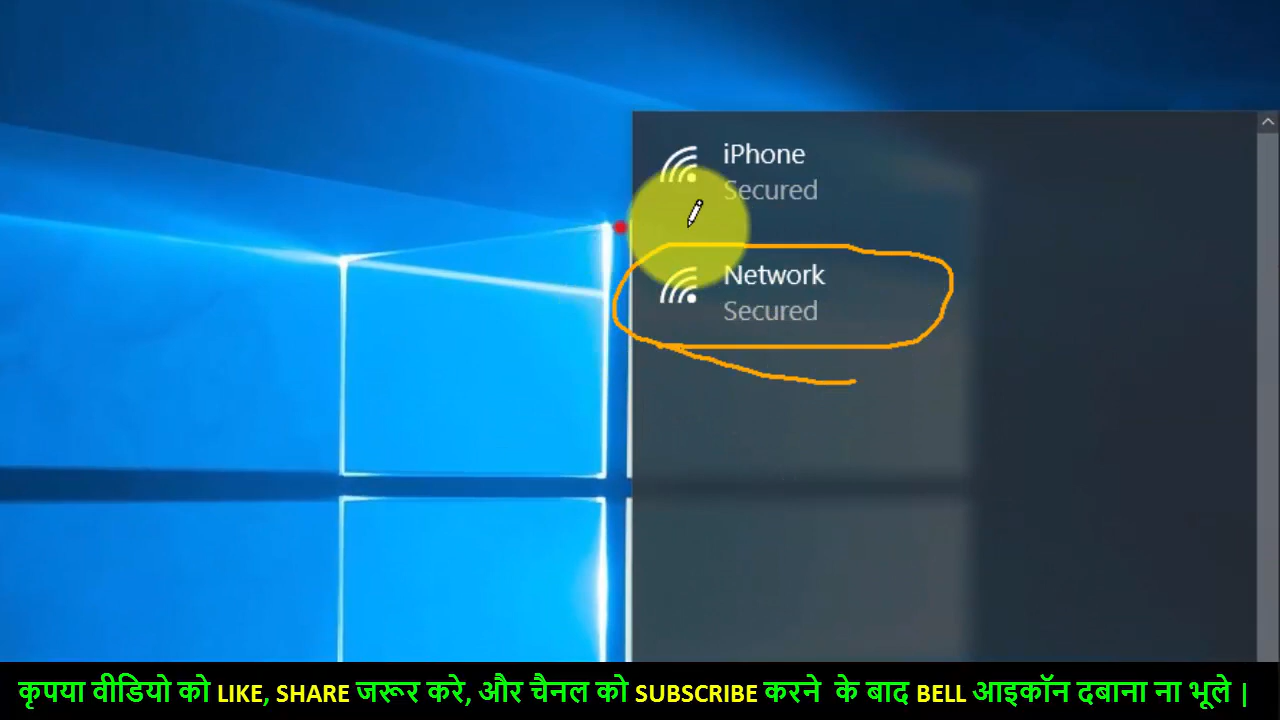 iPhone
Secured
Network
Secured
कृपया वीडियो को LIKE, SHARE जरूर करे, और चैनल को SUBSCRIBE करने के बाद BELL आइकॉन दबाना ना भूले |